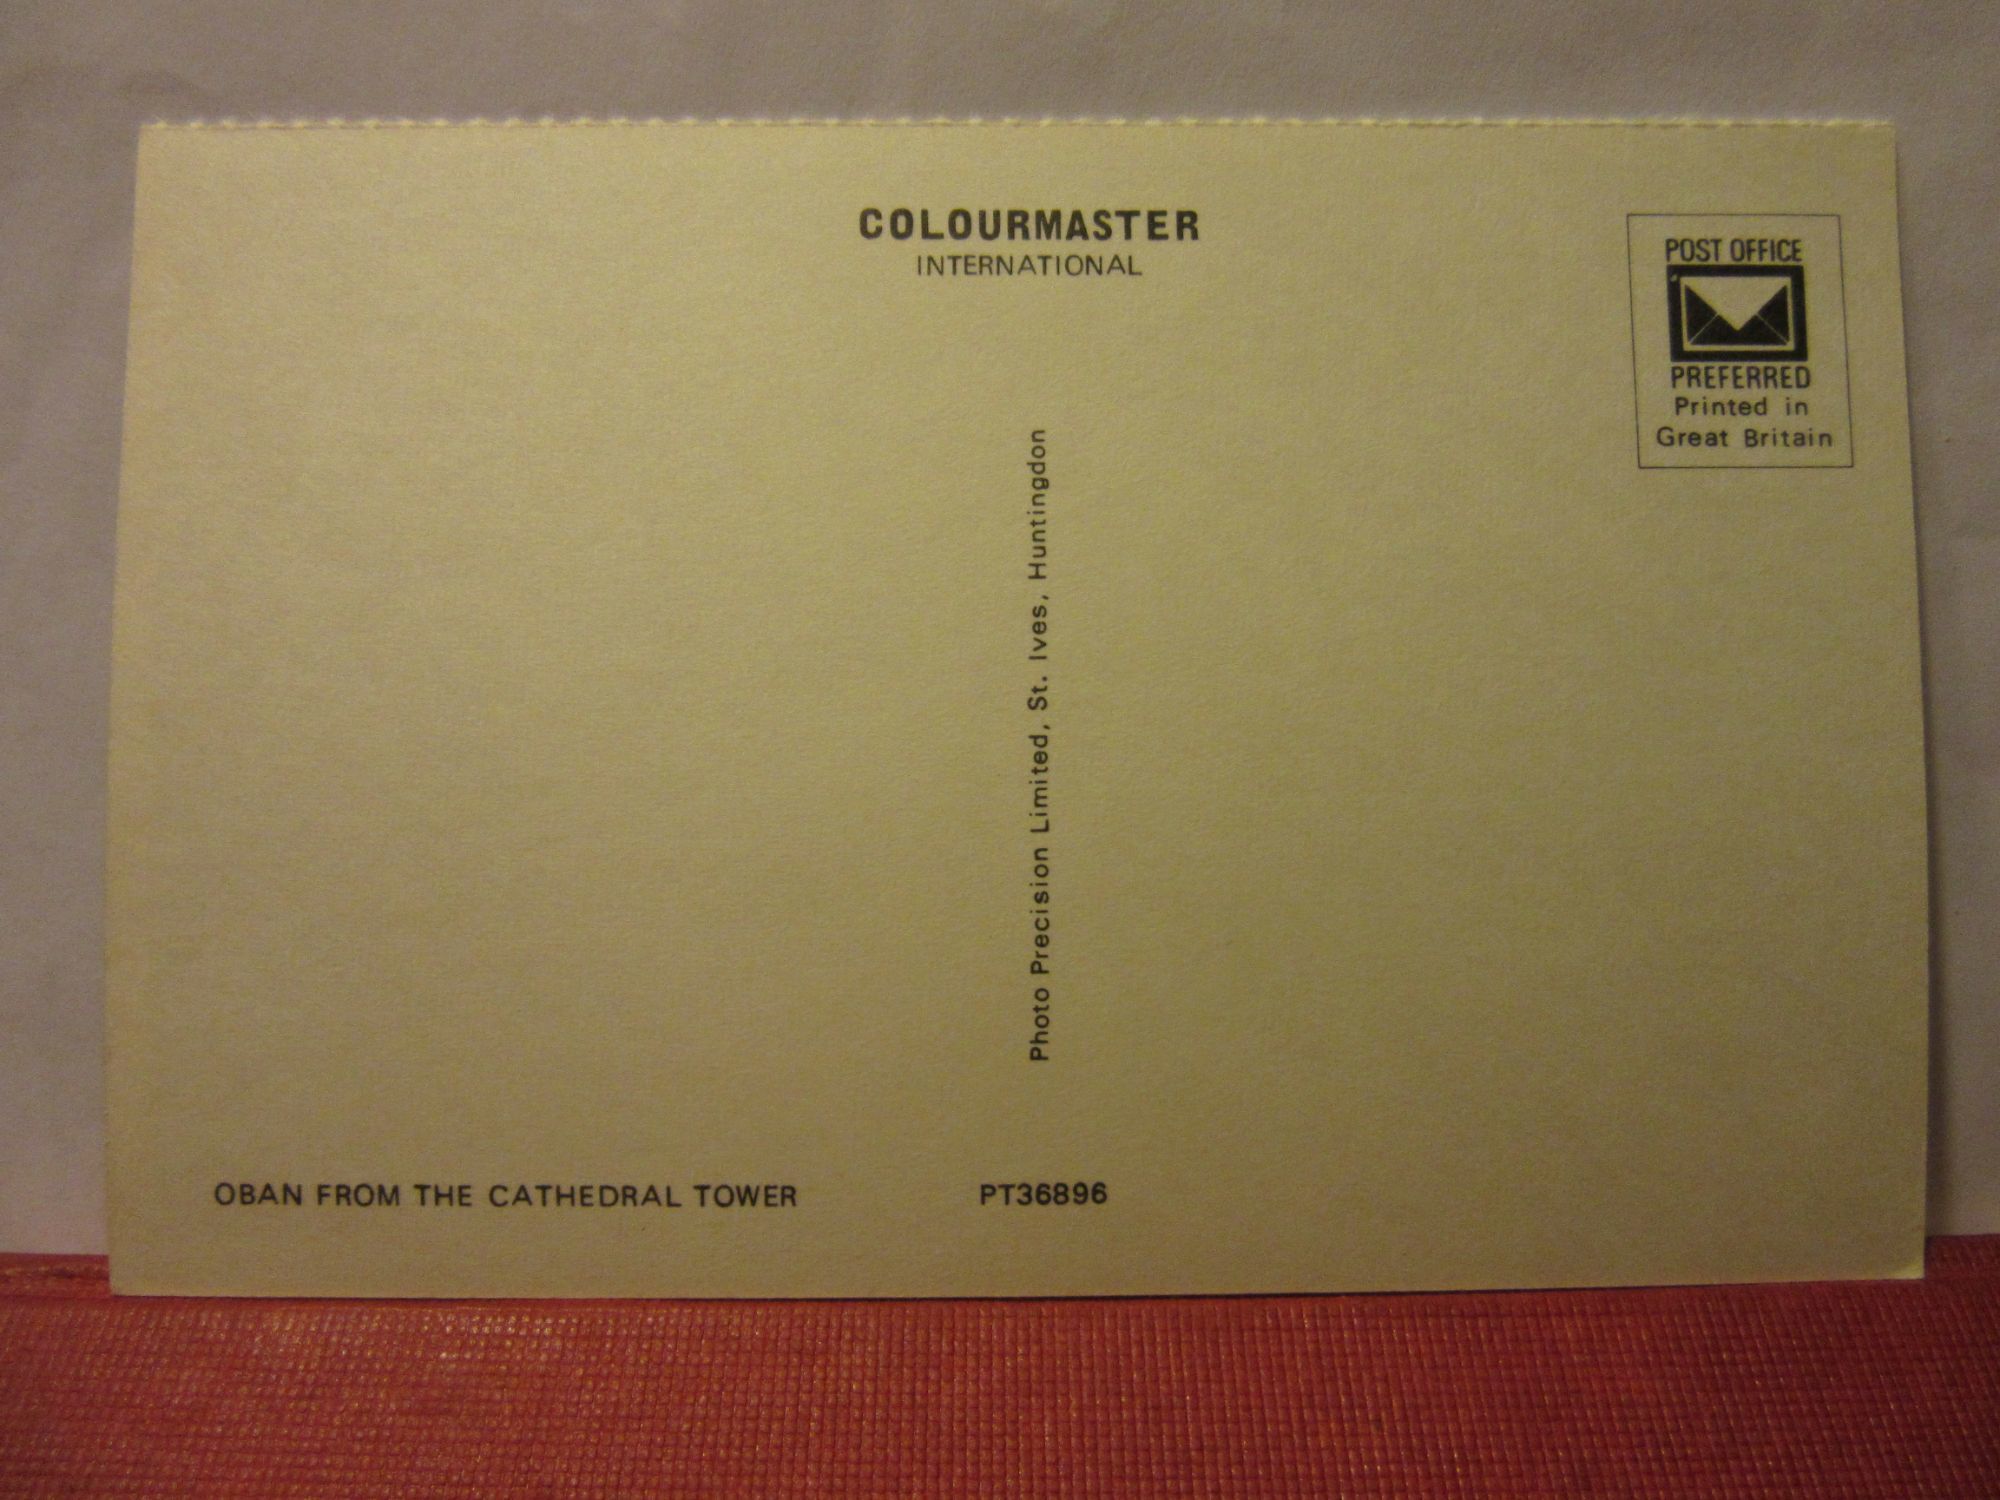 COLOURMASTER
INTERNATIONAL
POST OFFICE
PREFERRED
Printed in
Great Britain
Photo Precision Limited, St. Ives, Huntingdon
OBAN FROM THE CATHEDRAL TOWER
PT36896